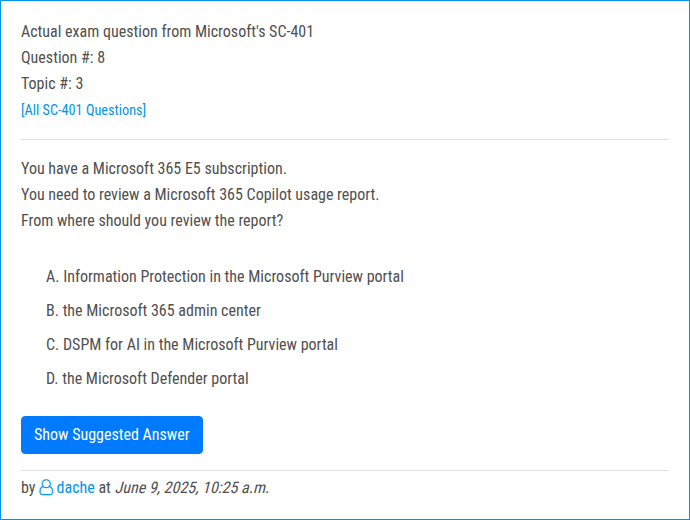 Actual exam question from Microsoft's SC-401
Question #: 8
Topic #: 3
[All SC-401 Questions]
You have a Microsoft 365 E5 subscription.
You need to review a Microsoft 365 Copilot usage report.
From where should you review the report?
A. Information Protection in the Microsoft Purview portal
B. the Microsoft 365 admin center
C. DSPM for AI in the Microsoft Purview portal
D. the Microsoft Defender portal
Show Suggested Answer
by dache at June 9, 2025, 10:25 a.m.